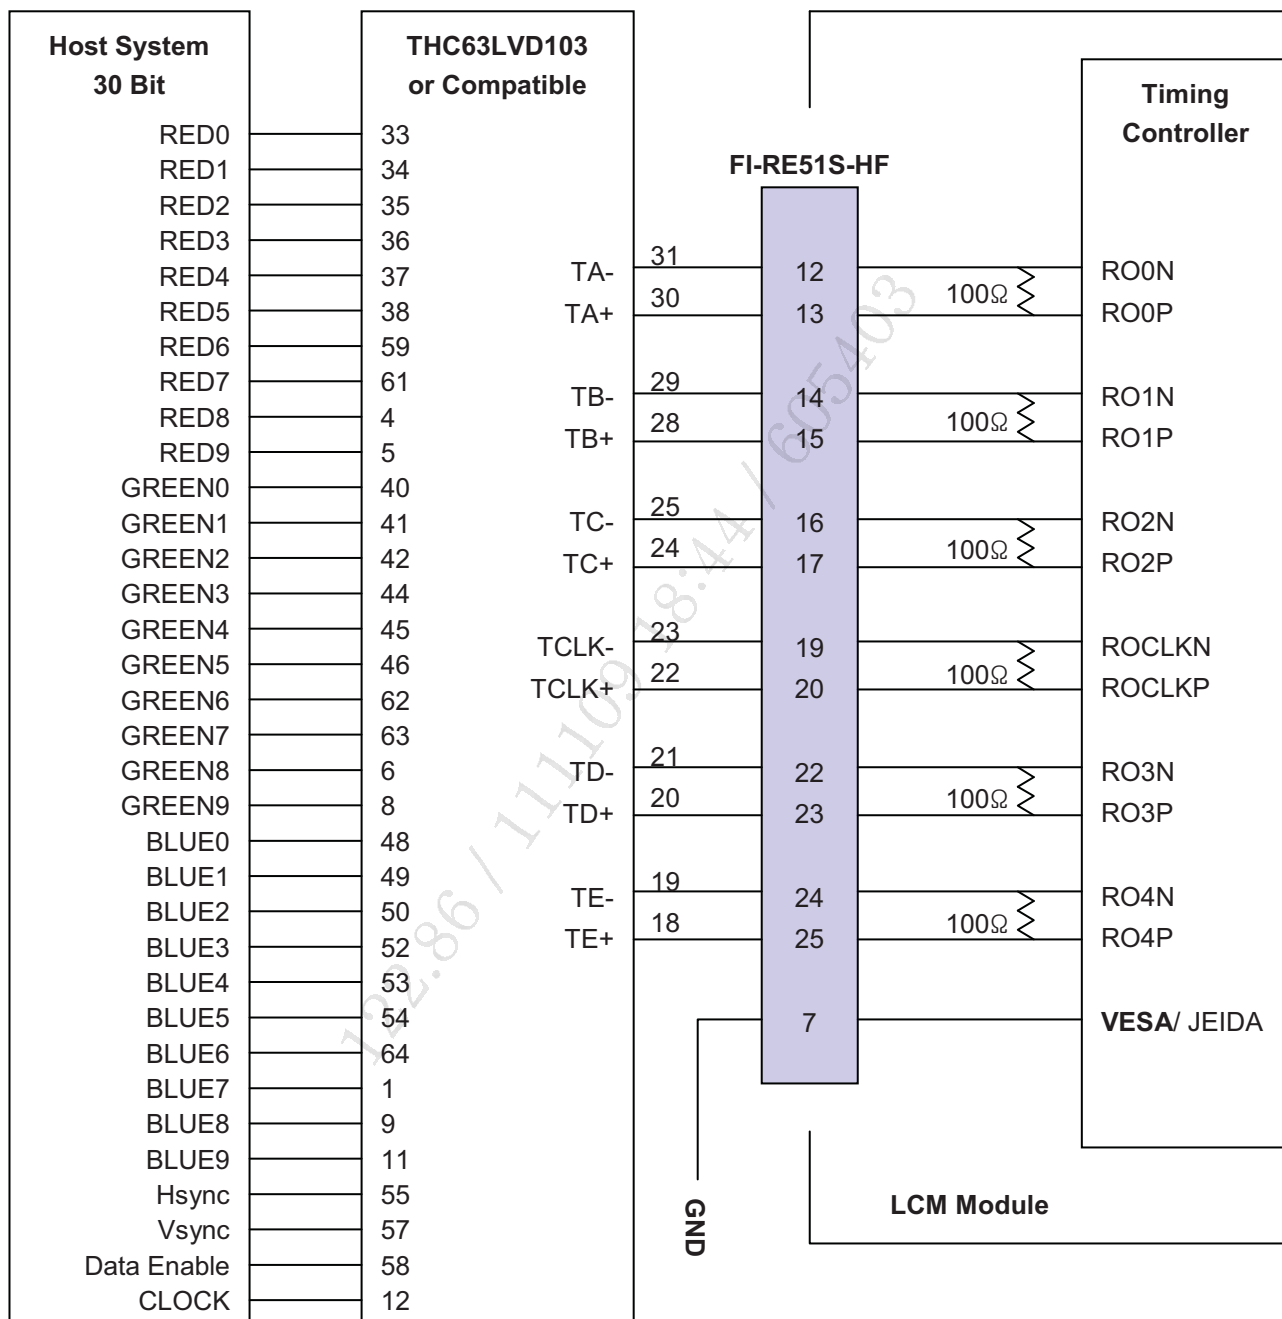 Host System
30 Bit
RED0 33
RED1 34
RED2 35
RED3 36
RED4 37
RED5 38
RED6 59
RED7 61
RED8 4
RED9 5
GREEN0 40
GREEN1 41
GREEN2 42
GREEN3 44
GREEN4 45
GREEN5 46
GREEN6 62
GREEN7 63
GREEN8 6
GREEN9 8
BLUE0 48
BLUE1 49
BLUE2 50
BLUE3 52
BLUE4 53
BLUE5 54
BLUE6 64
BLUE7 1
BLUE8 9
BLUE9 11
Hsync 55
Vsync 57
Data Enable 58
CLOCK 12
THC63LVD103
or Compatible
FI-RE51S-HF
Timing
Controller
TA- 31 12 RO0N
100Ω
TA+ 30 13 RO0P
TB- 29 14 RO1N
100Ω
TB+ 28 15 RO1P
TC- 25 16 RO2N
100Ω
TC+ 24 17 RO2P
TCLK- 23 19 ROCLKN
100Ω
TCLK+ 22 20 ROCLKP
TD- 21 22 RO3N
100Ω
TD+ 20 23 RO3P
TE- 19 24 RO4N
100Ω
TE+ 18 25 RO4P
7 VESA/ JEIDA
GND
LCM Module
122.86 / 111109 18:44 / 605403